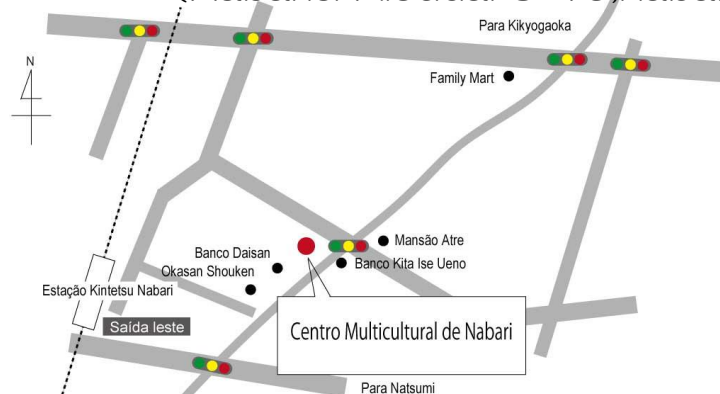 Para Kikyogaoka
N
Family Mart
Mansão Atre
Banco Daisan
Banco Kita Ise Ueno
Okasan Shouken
Estação Kintetsu Nabari
Saída leste
Centro Multicultural de Nabari
Para Natsumi